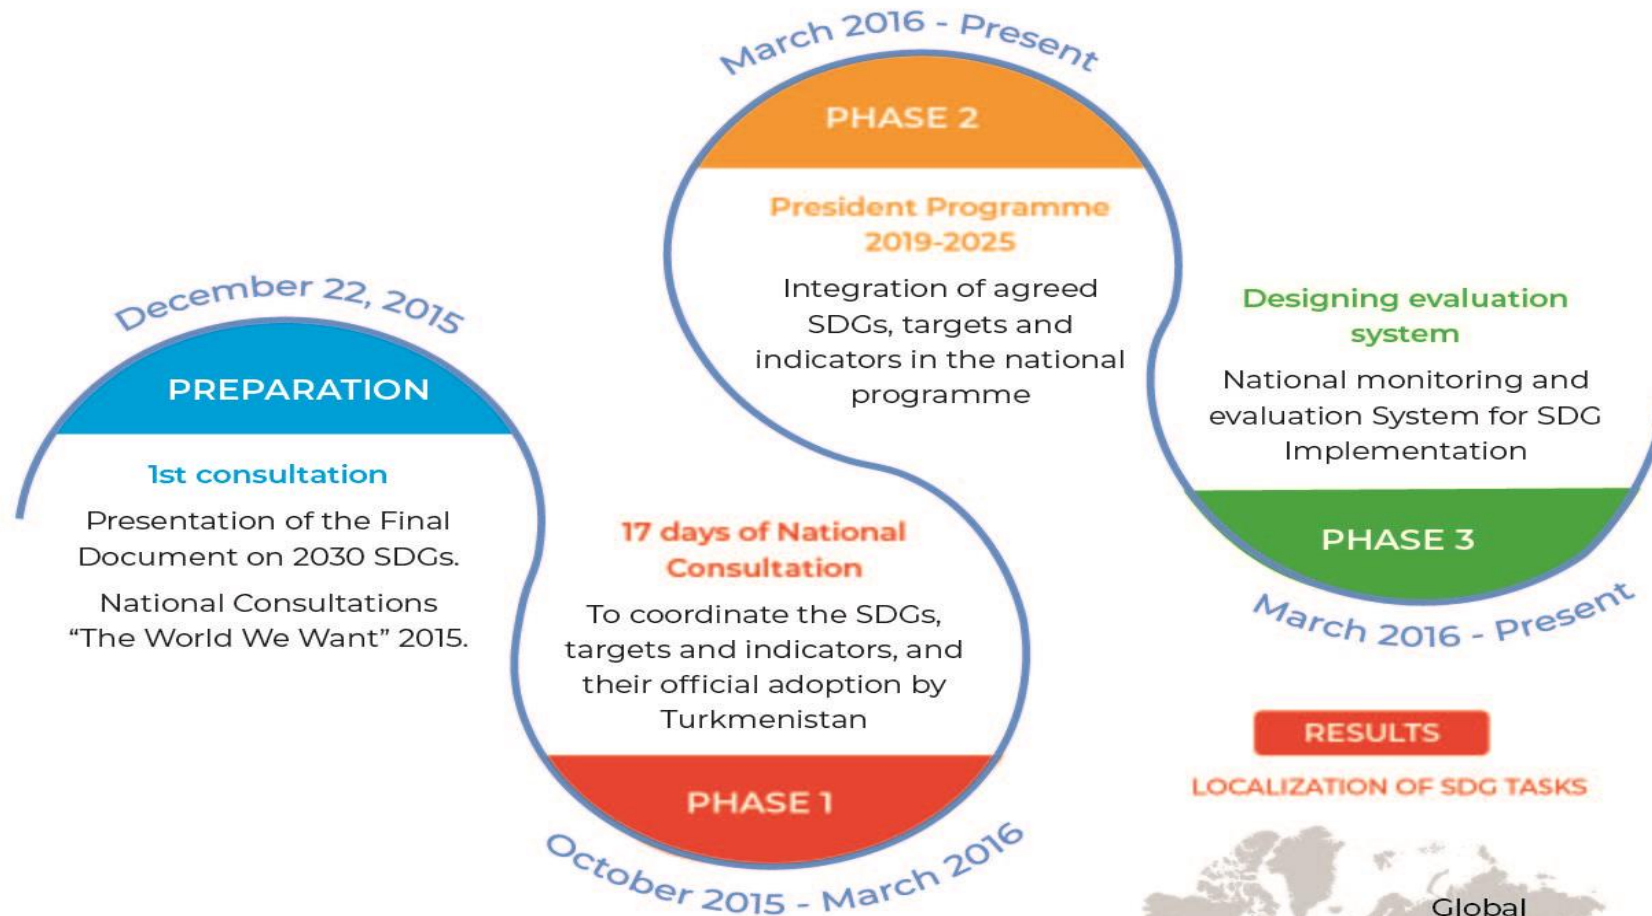 December 22, 2015
PREPARATION
1st consultation
Presentation of the Final
Document on 2030 SDGs.
National Consultations
“The World We Want” 2015.
17 days of National
Consultation
To coordinate the SDGs,
targets and indicators, and
their official adoption by
Turkmenistan
PHASE 1
October 2015 - March 2016
March 2016 - Present
PHASE 2
President Programme
2019-2025
Integration of agreed
SDGs, targets and
indicators in the national
programme
Designing evaluation
system
National monitoring and
evaluation System for SDG
Implementation
PHASE 3
March 2016 - Present
RESULTS
LOCALIZATION OF SDG TASKS
Global